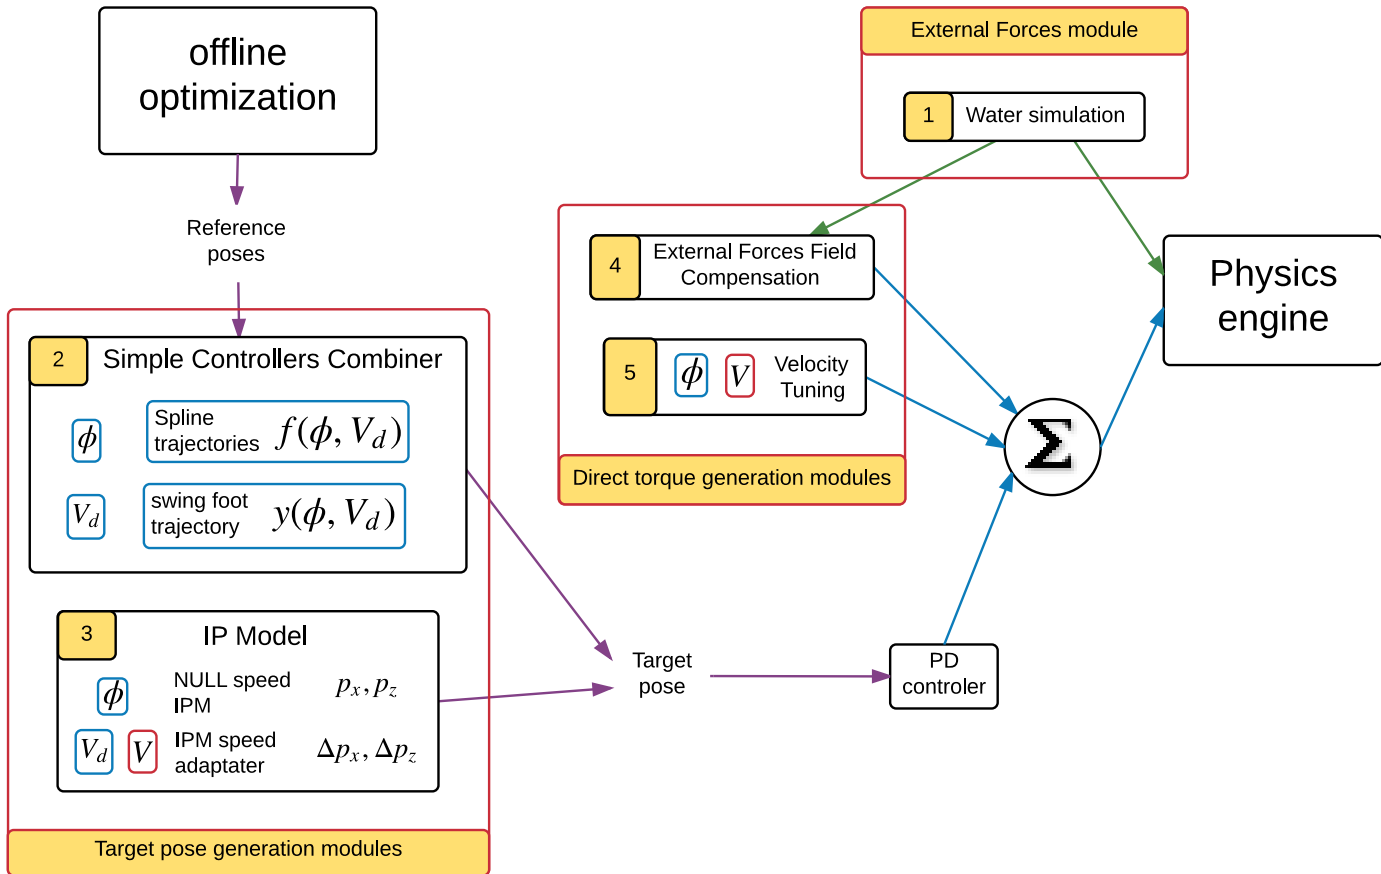 offline
optimization
Reference
poses
2
Simple Controllers Combiner
ϕ
Spline
trajectories
f(ϕ, V_d)
V_d
swing foot
trajectory
y(ϕ, V_d)
3
IP Model
ϕ
NULL speed
IPM
p_x, p_z
V_d
V
IPM speed
adaptater
Δp_x, Δp_z
Target pose generation modules
External Forces module
1
Water simulation
4
External Forces Field
Compensation
5
ϕ
V
Velocity
Tuning
Direct torque generation modules
Σ
Physics
engine
Target
pose
PD
controler